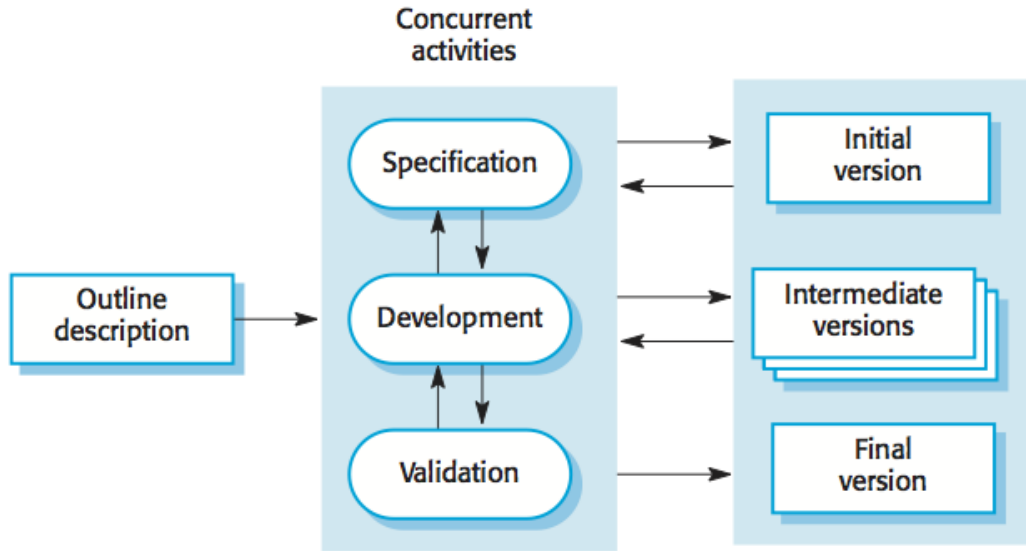 Concurrent
activities
Specification
Initial
version
Outline
description
Development
Intermediate
versions
Validation
Final
version